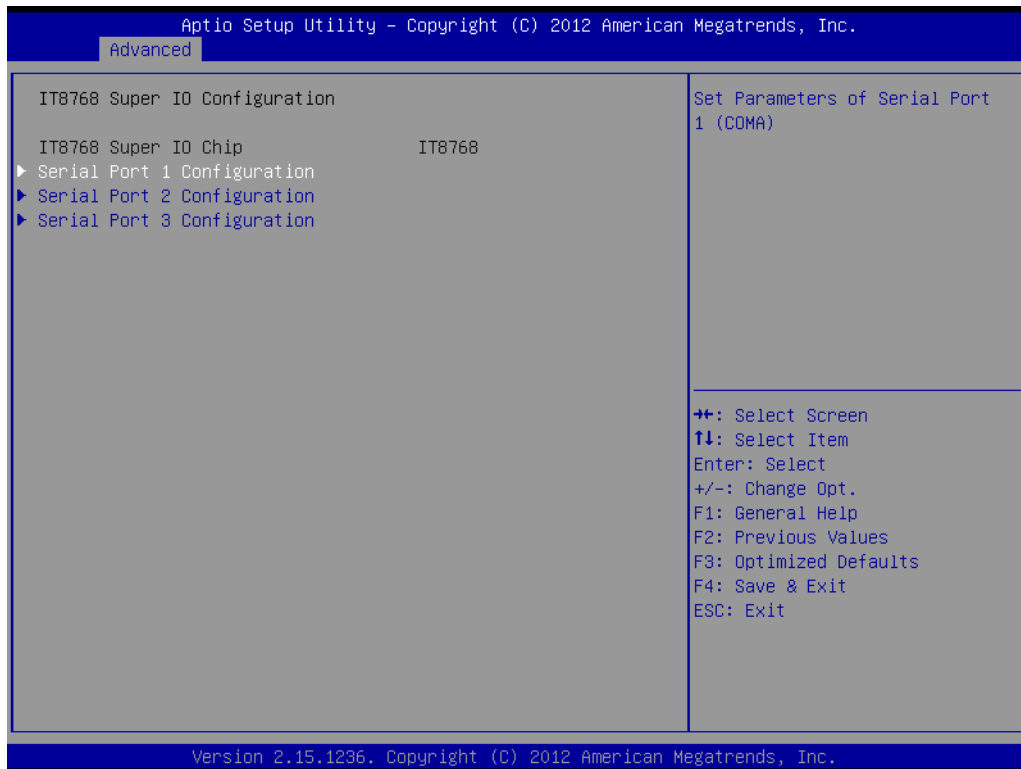 Aptio Setup Utility – Copyright (C) 2012 American Megatrends, Inc.
Advanced
IT8768 Super IO Configuration
IT8768 Super IO Chip IT8768
▶ Serial Port 1 Configuration
▶ Serial Port 2 Configuration
▶ Serial Port 3 Configuration
Set Parameters of Serial Port
1 (COMA)
→←: Select Screen
↑↓: Select Item
Enter: Select
+/-: Change Opt.
F1: General Help
F2: Previous Values
F3: Optimized Defaults
F4: Save & Exit
ESC: Exit
Version 2.15.1236. Copyright (C) 2012 American Megatrends, Inc.